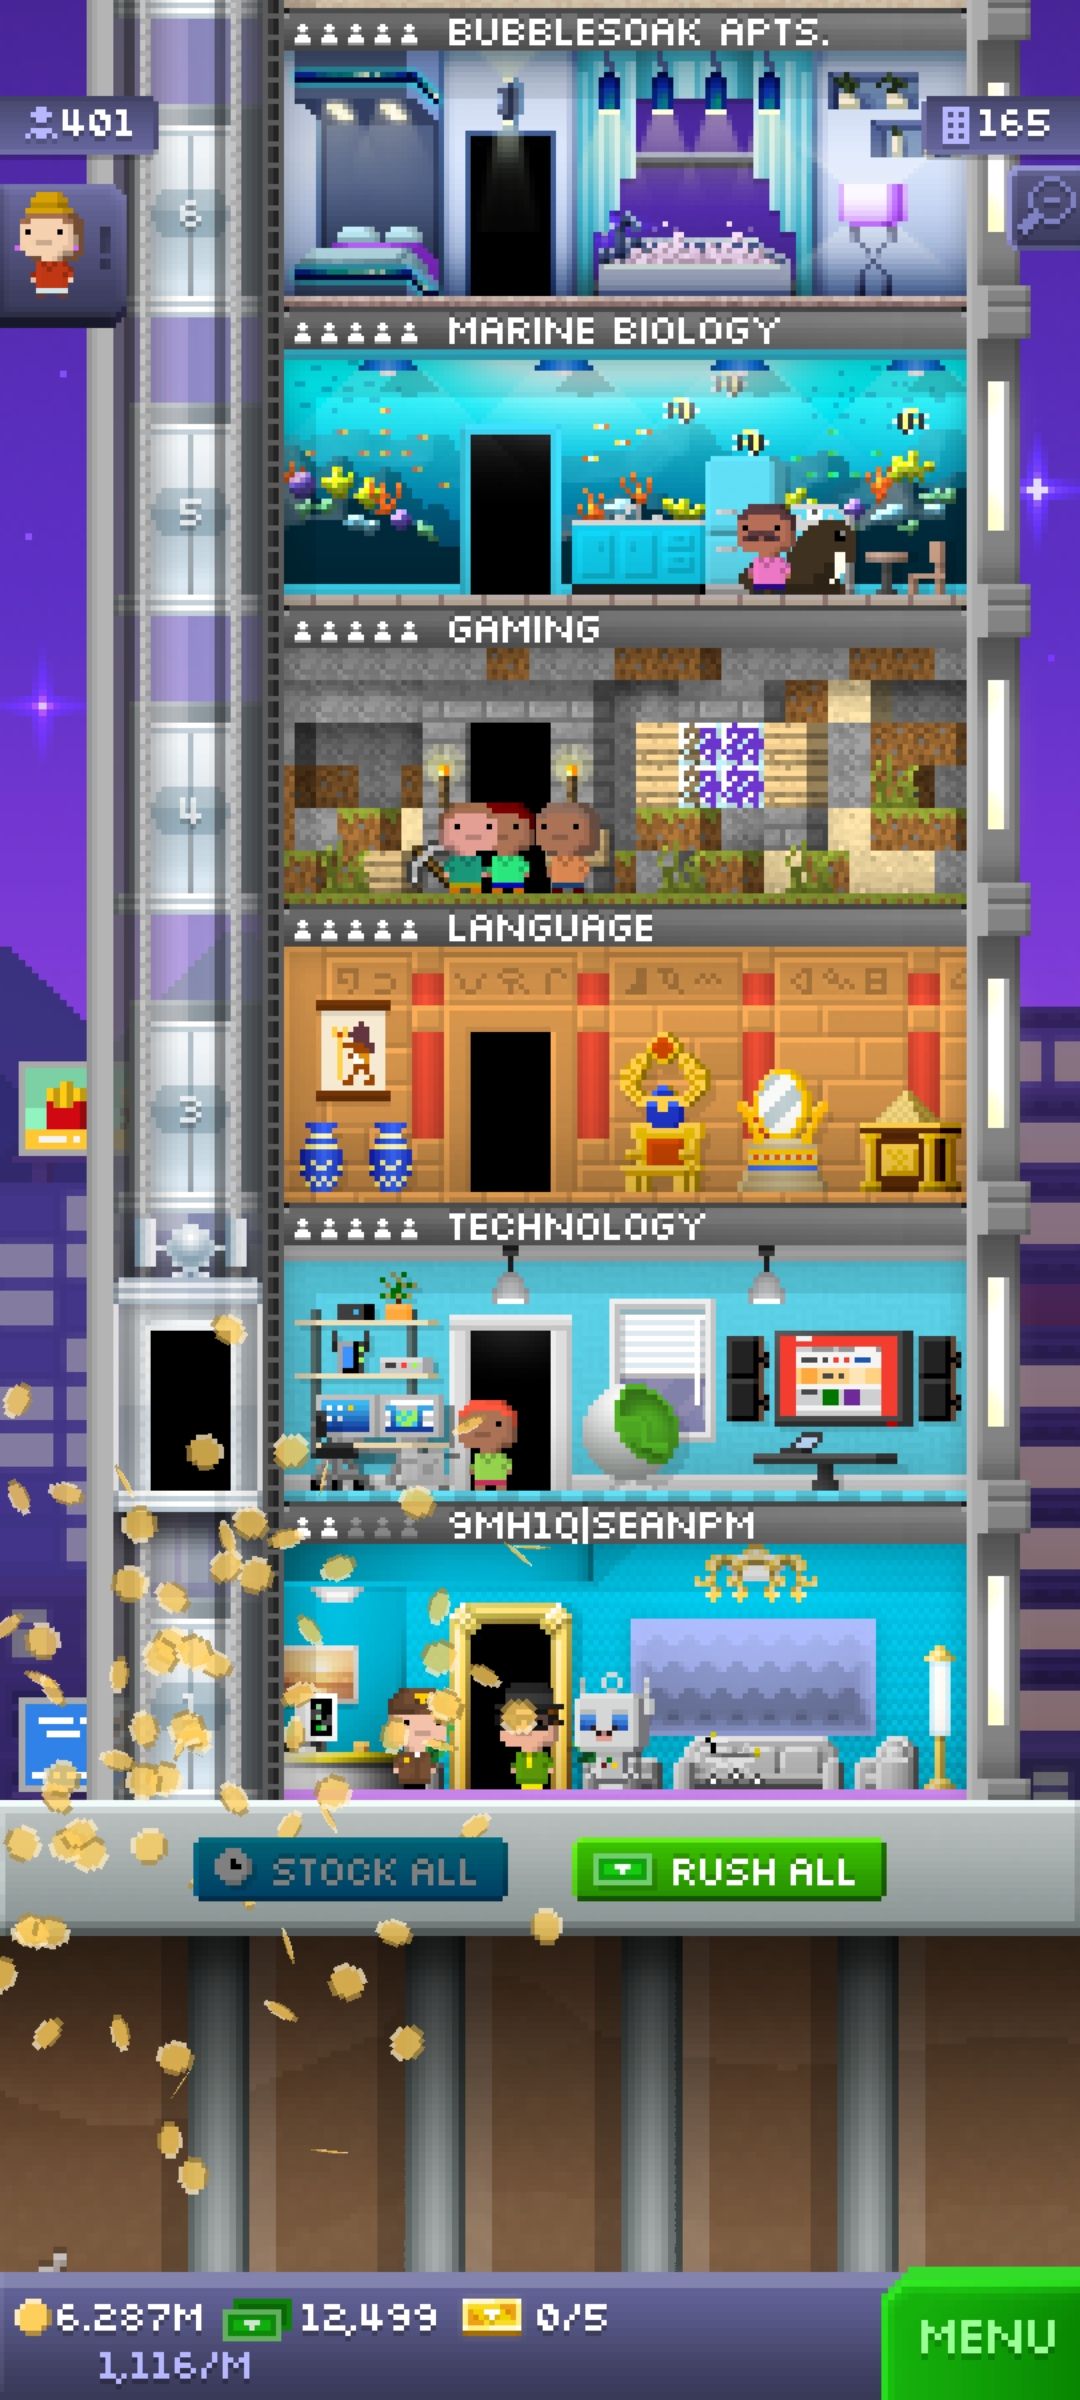 BUBBLESOAK APTS.
401
165
6
MARINE BIOLOGY
5
GAMING
4
LANGUAGE
3
TECHNOLOGY
9MH1Q|SEANPM
1
STOCK ALL
RUSH ALL
6.287M
12,499
0/5
1,116/M
MENU